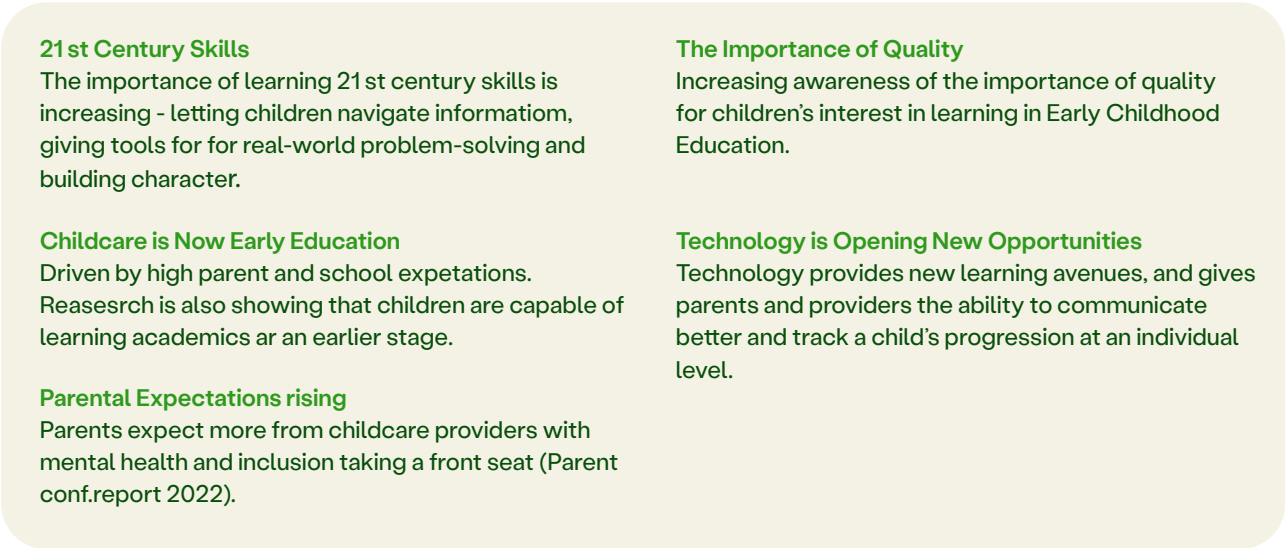 21st Century Skills
The importance of learning 21st century skills is
increasing - letting children navigate informatiom,
giving tools for for real-world problem-solving and
building character.
Childcare is Now Early Education
Driven by high parent and school expetations.
Reasesrch is also showing that children are capable of
learning academics ar an earlier stage.
Parental Expectations rising
Parents expect more from childcare providers with
mental health and inclusion taking a front seat (Parent
conf.report 2022).
The Importance of Quality
Increasing awareness of the importance of quality
for children’s interest in learning in Early Childhood
Education.
Technology is Opening New Opportunities
Technology provides new learning avenues, and gives
parents and providers the ability to communicate
better and track a child’s progression at an individual
level.